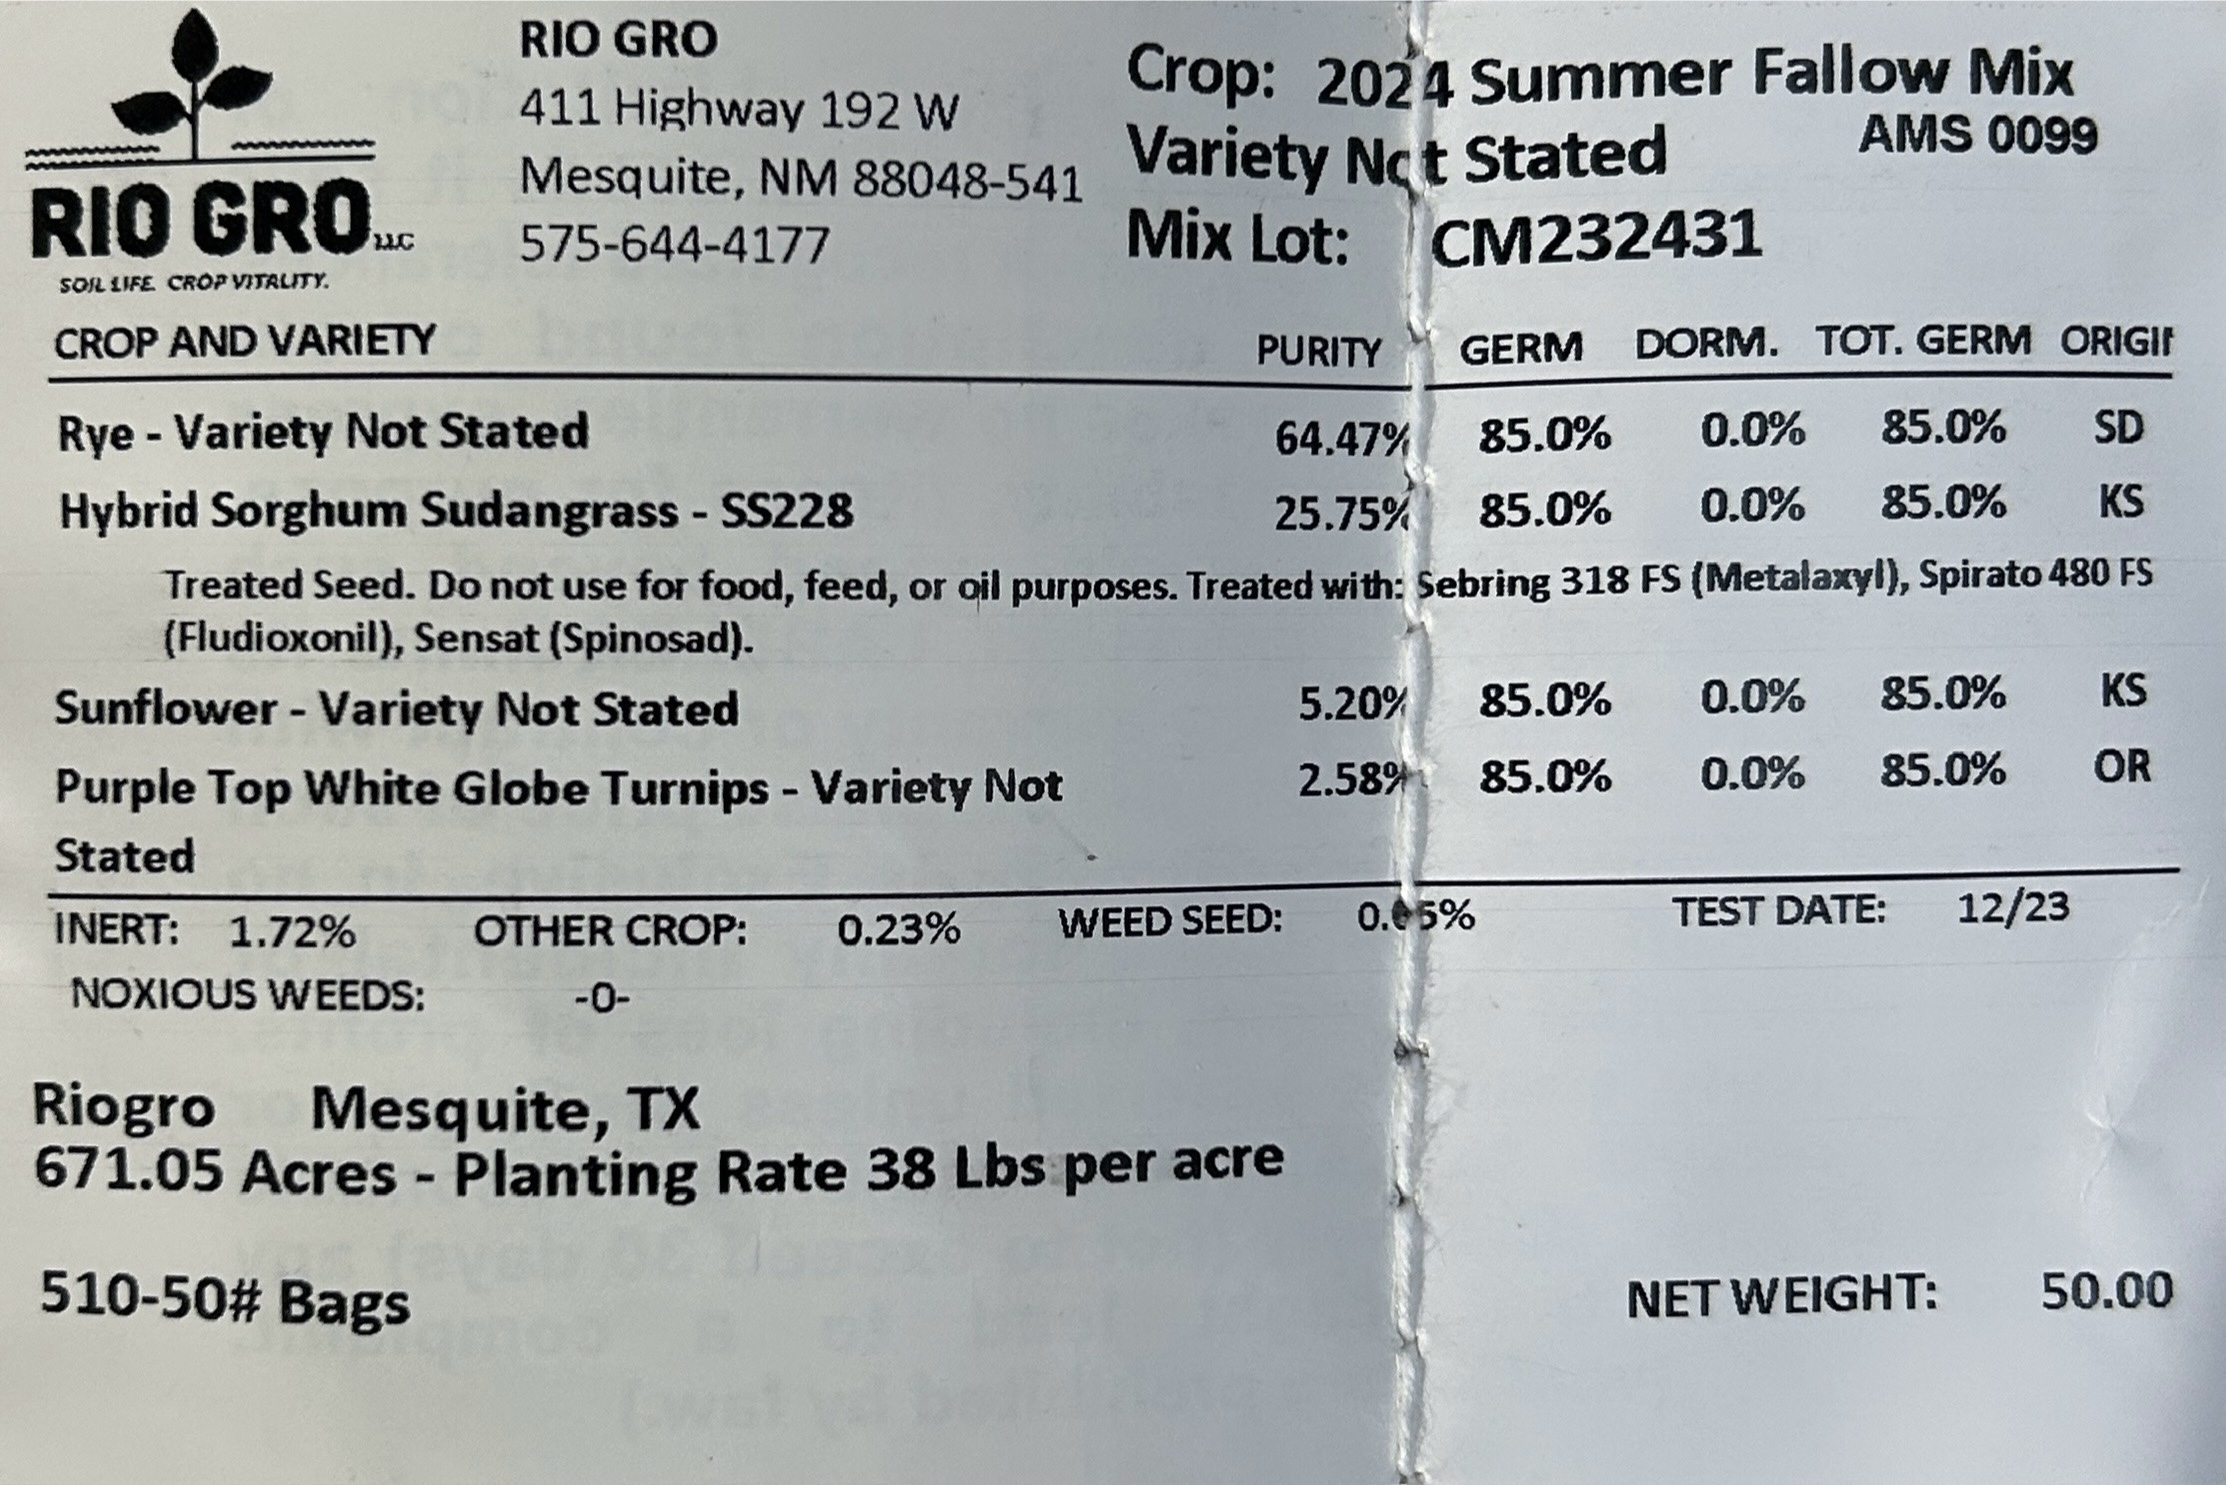 RIO GRO LLC
SOIL LIFE. CROP VITALITY.
RIO GRO
411 Highway 192 W
Mesquite, NM 88048-541
575-644-4177
Crop: 2024 Summer Fallow Mix
AMS 0099
Variety Not Stated
Mix Lot: CM232431
CROP AND VARIETY PURITY GERM DORM. TOT. GERM ORIGIN
Rye - Variety Not Stated 64.47% 85.0% 0.0% 85.0% SD
Hybrid Sorghum Sudangrass - SS228 25.75% 85.0% 0.0% 85.0% KS
Treated Seed. Do not use for food, feed, or oil purposes. Treated with: Sebring 318 FS (Metalaxyl), Spirato 480 FS
(Fludioxonil), Sensat (Spinosad).
Sunflower - Variety Not Stated 5.20% 85.0% 0.0% 85.0% KS
Purple Top White Globe Turnips - Variety Not 2.58% 85.0% 0.0% 85.0% OR
Stated
INERT: 1.72% OTHER CROP: 0.23% WEED SEED: TEST DATE: 12/23
NOXIOUS WEEDS: -0-
Riogro Mesquite, TX
671.05 Acres - Planting Rate 38 Lbs per acre
510-50# Bags
NET WEIGHT: 50.00